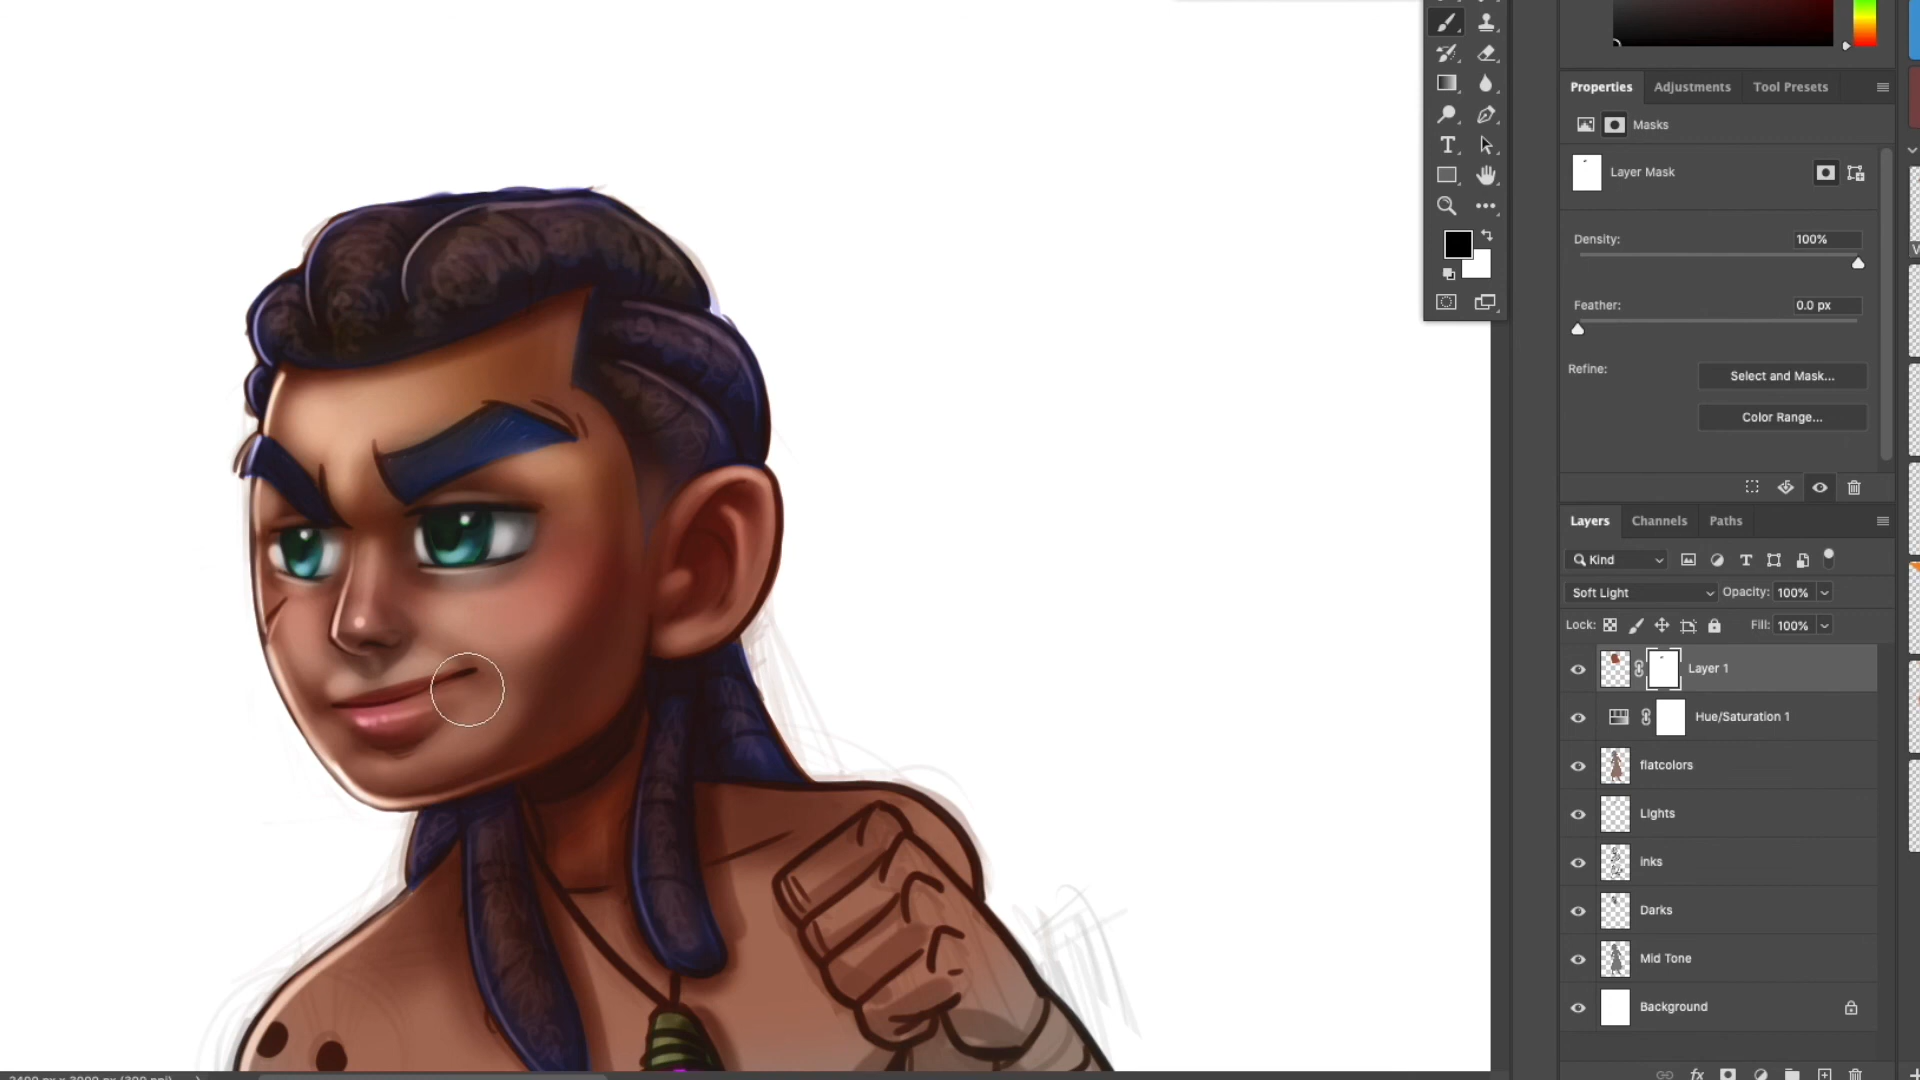 Properties Adjustments Tool Presets
Masks
Layer Mask
Density: 100%
Feather: 0.0 px
Refine: Select and Mask...
Color Range...
Layers Channels Paths
Kind
Soft Light Opacity: 100%
Lock: Fill: 100%
Layer 1
Hue/Saturation 1
flatcolors
Lights
inks
Darks
Mid Tone
Background
fx